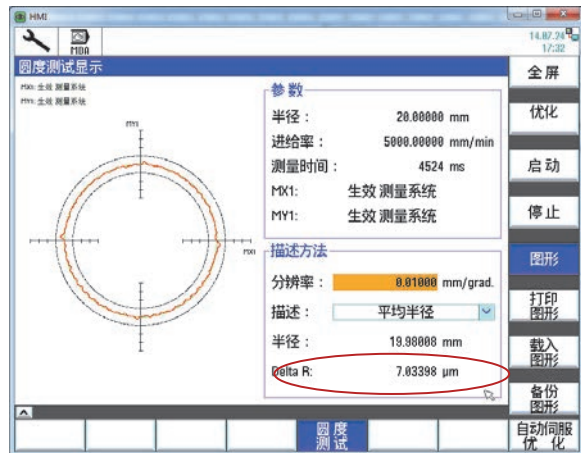 HMI
MDA
14.07.24
17:32
圆度测试显示
MX1: 生效 测量系统
MY1: 生效 测量系统
MY1
MX1
参数
半径： 20.00000 mm
进给率： 5000.00000 mm/min
测量时间： 4524 ms
MX1: 生效 测量系统
MY1: 生效 测量系统
描述方法
分辨率： 0.01000 mm/grad.
描述： 平均半径
半径： 19.98008 mm
Delta R: 7.03398 µm
全屏
优化
启动
停止
图形
打印
图形
载入
图形
备份
图形
圆度
测试
自动伺服
优 化